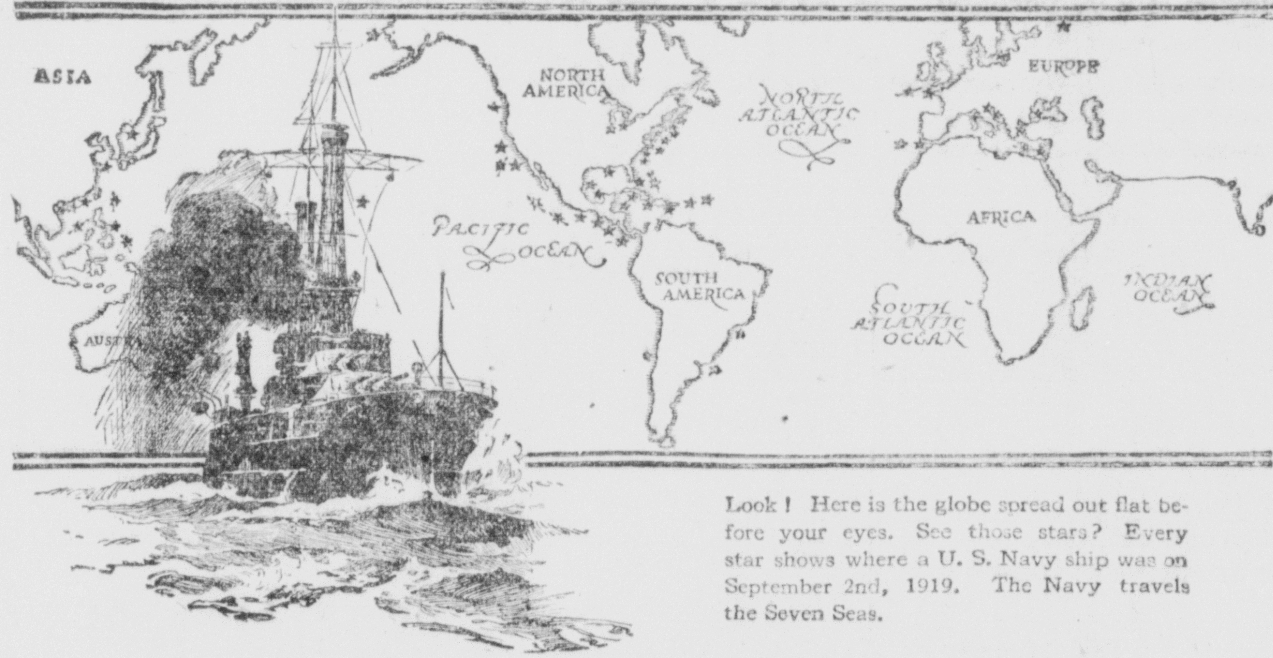 ASIA
NORTH
AMERICA
NORTH
ATLANTIC
OCEAN
EUROPE
PACIFIC
OCEAN
AFRICA
SOUTH
AMERICA
INDIAN
OCEAN
SOUTH
ATLANTIC
OCEAN
AUSTRA
Look! Here is the globe spread out flat be-
fore your eyes. See those stars? Every
star shows where a U. S. Navy ship was on
September 2nd, 1919. The Navy travels
the Seven Seas.